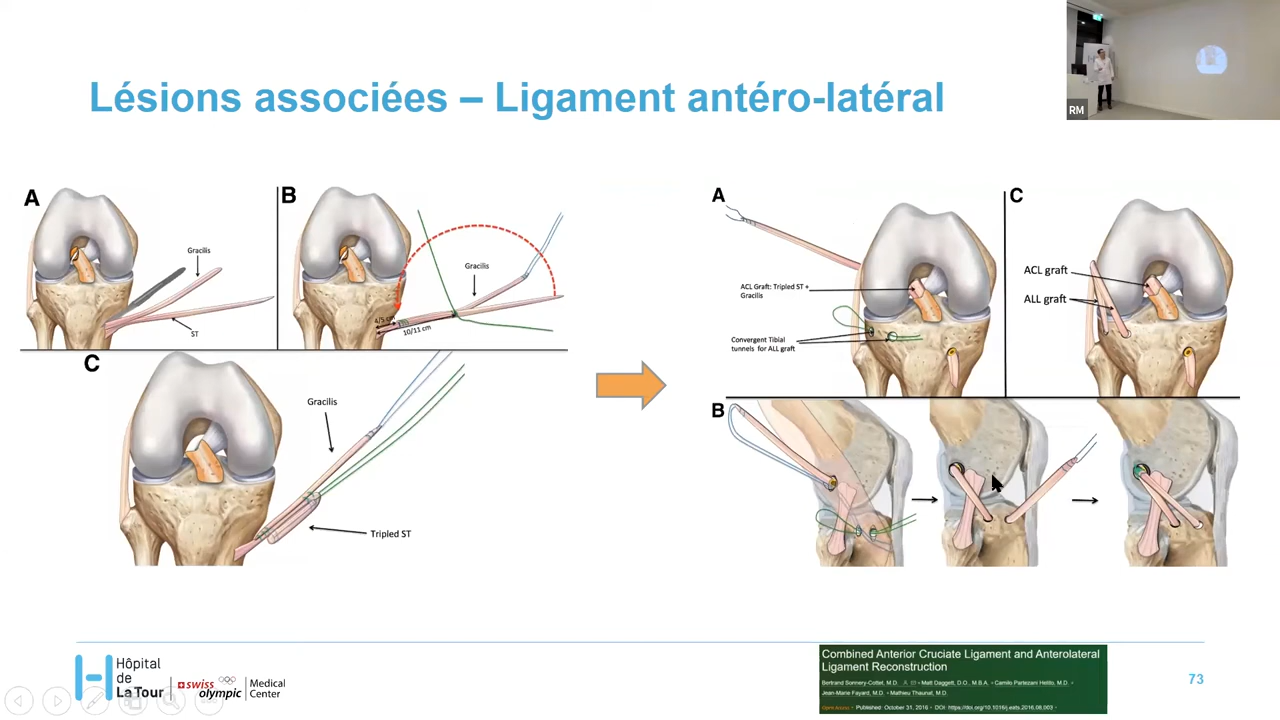 RM
Lésions associées – Ligament antéro-latéral
A
Gracilis
ST
B
Gracilis
4/5 cm
10/11 cm
C
Gracilis
Tripled ST
A
ACL Graft: Tripled ST +
Gracilis
Convergent Tibial
tunnels for ALL graft
C
ACL graft
ALL graft
B
Hôpital
de
La Tour
swiss
olympic
Medical
Center
Combined Anterior Cruciate Ligament and Anterolateral
Ligament Reconstruction
Bertrand Sonnery-Cottet, M.D. • Matt Daggett, D.O., M.B.A. • Camilo Partezani Helito, M.D. •
Jean-Marie Fayard, M.D. • Mathieu Thaunat, M.D.
Open Access • Published: October 31, 2016 • DOI: https://doi.org/10.1016/j.eats.2016.08.003 •
73